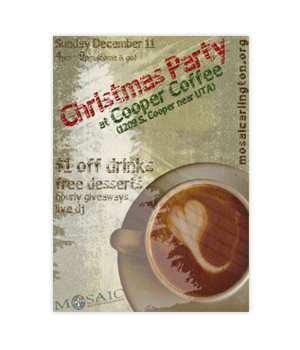 Sunday December 11
Christmas Party
at Cooper Coffee
(1209 S. Cooper near UTA)
mosaicarlington.org
$1 off drinks
free desserts
hourly giveaways
live dj
MOSAIC